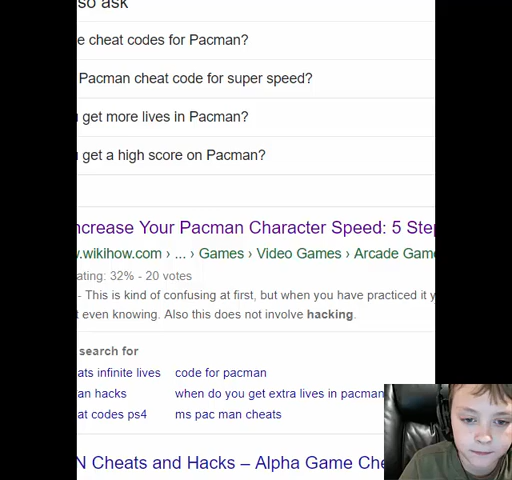 so ask
e cheat codes for Pacman?
Pacman cheat code for super speed?
get more lives in Pacman?
get a high score on Pacman?
ncrease Your Pacman Character Speed: 5 Step
w.wikihow.com › ... › Games › Video Games › Arcade Game
ating: 32% - 20 votes
- This is kind of confusing at first, but when you have practiced it y
t even knowing. Also this does not involve hacking.
search for
ats infinite lives code for pacman
an hacks when do you get extra lives in pacman
at codes ps4 ms pac man cheats
N Cheats and Hacks – Alpha Game Che